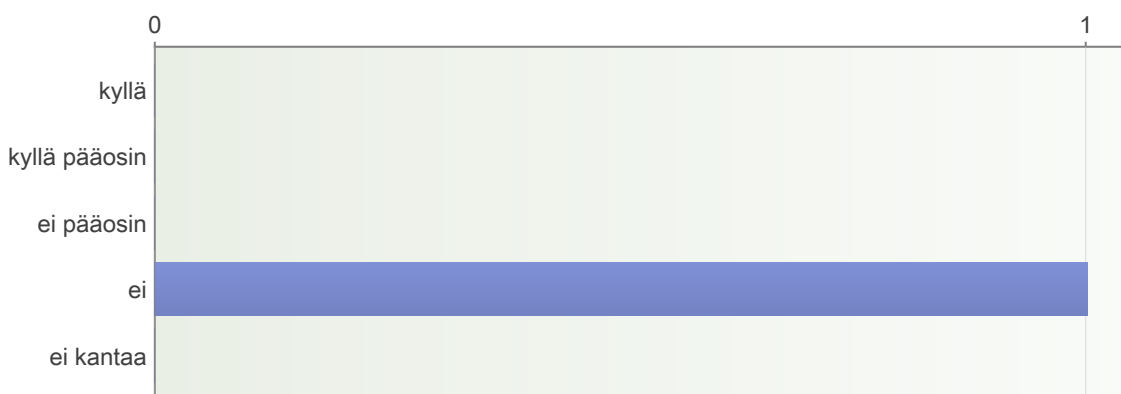 0 1
kyllä
kyllä pääosin
ei pääosin
ei
ei kantaa